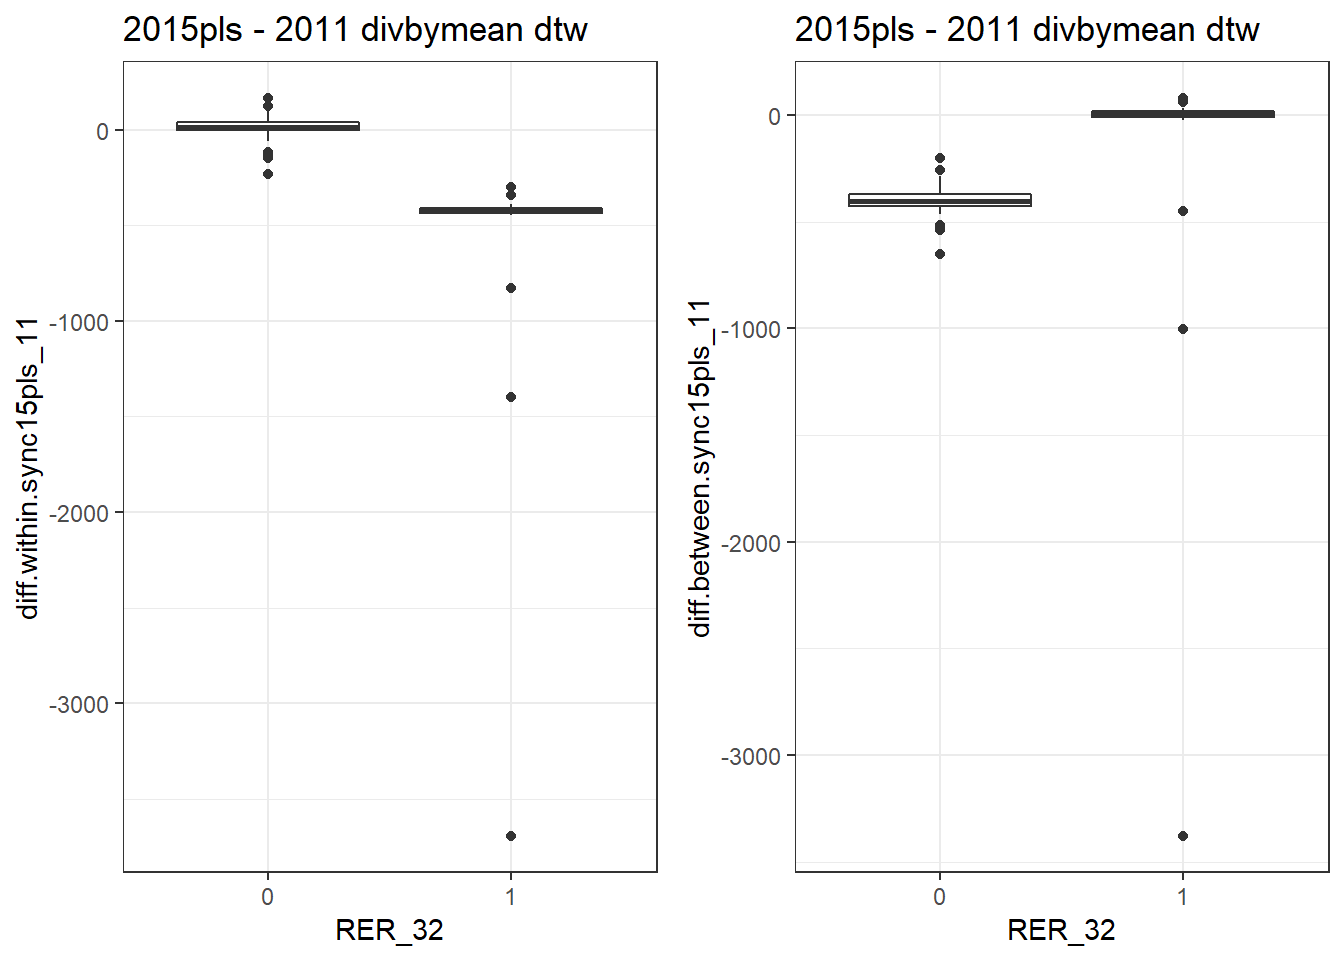 2015pls - 2011 divbymean dtw
diff.within.sync15pls_11
0
-1000
-2000
-3000
0
1
RER_32
2015pls - 2011 divbymean dtw
diff.between.sync15pls_11
0
-1000
-2000
-3000
0
1
RER_32